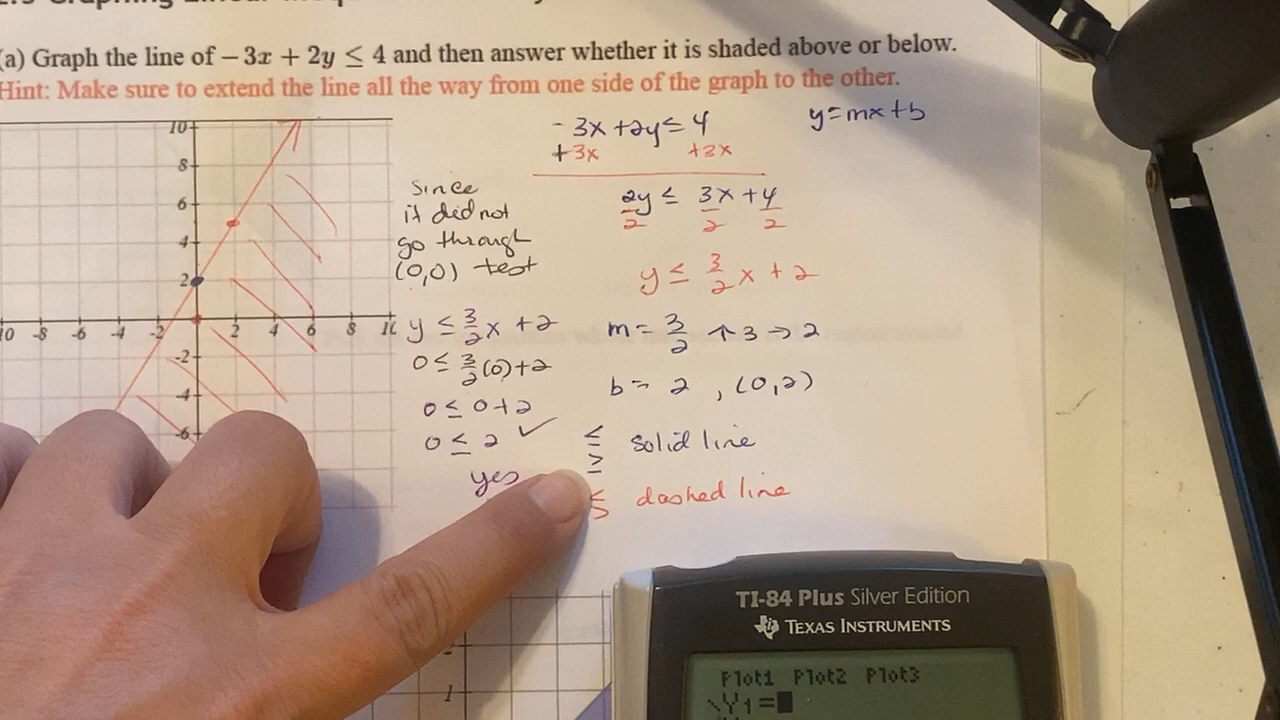 (a) Graph the line of – 3x + 2y ≤ 4 and then answer whether it is shaded above or below.
Hint: Make sure to extend the line all the way from one side of the graph to the other.
- 3x + 2y ≤ 4
+3x +3x
y = mx + b
2y ≤ 3x + 4
2 2 2
y ≤ 3/2 x + 2
m = 3/2 ↑ 3 → 2
b = 2 , (0,2)
≤ ≥ solid line
< > dashed line
Since
it did not
go through
(0,0) test
y ≤ 3/2 x + 2
0 ≤ 3/2 (0) + 2
0 ≤ 0 + 2
0 ≤ 2 ✓
yes
10
8
6
4
2
-8 -6 -4 -2 2 4 6 8
-2
-4
-6
1
TI-84 Plus Silver Edition
TEXAS INSTRUMENTS
Plot1 Plot2 Plot3
\Y1=